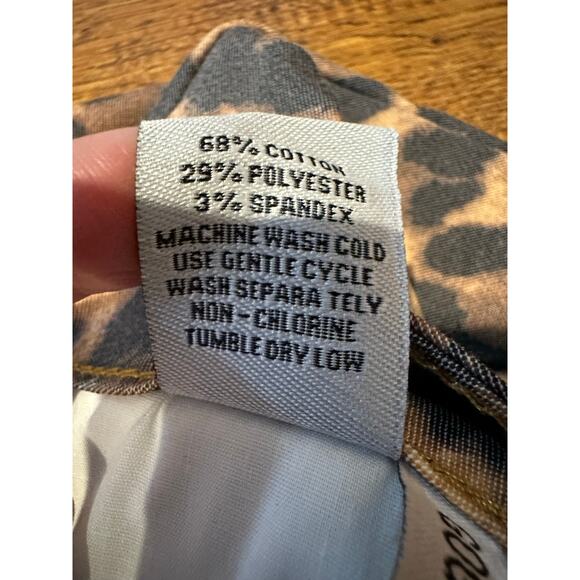 68% COTTON
29% POLYESTER
3% SPANDEX
MACHINE WASH COLD
USE GENTLE CYCLE
WASH SEPARA TELY
NON-CHLORINE
TUMBLE DRY LOW